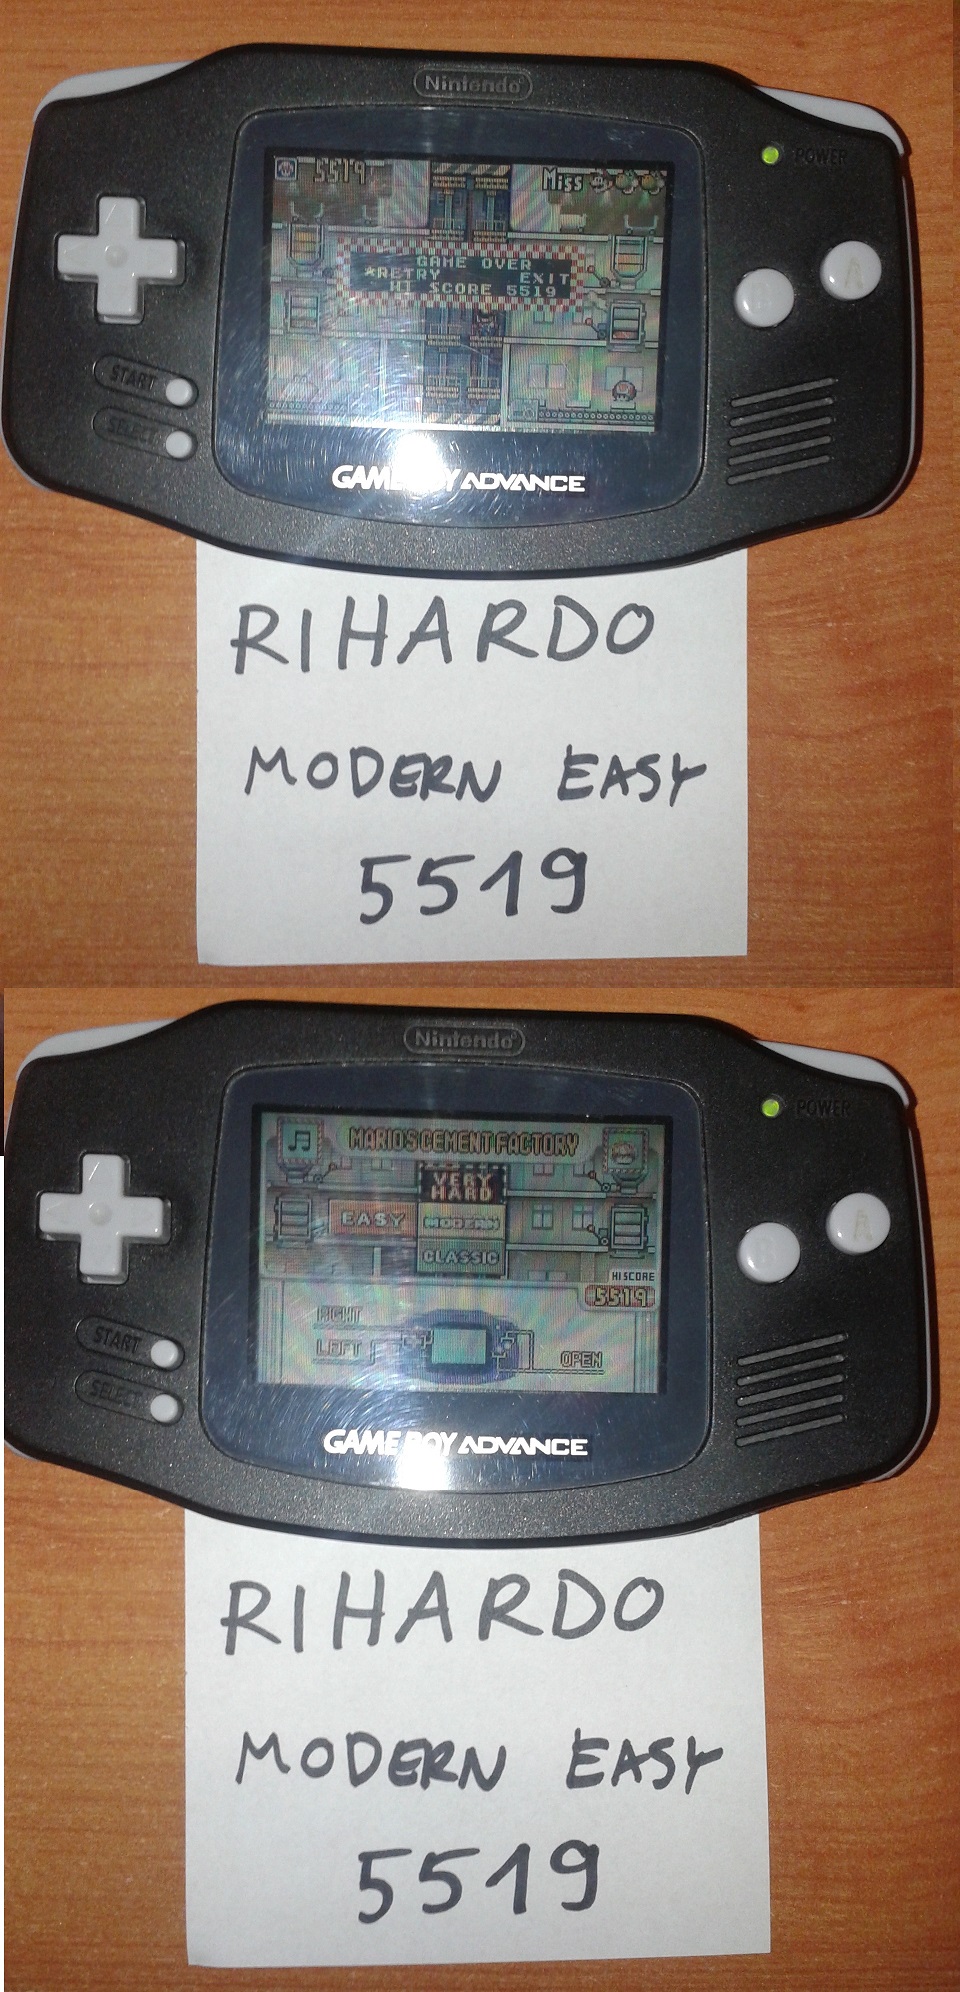 Nintendo
POWER
5519
Miss
GAME OVER
*RETRY EXIT
HI SCORE 5519
START
SELECT
A
GAME BOY ADVANCE
RIHARDO
MODERN EASY
5519
Nintendo
POWER
MARIO'S CEMENT FACTORY
VERY HARD
EASY MODERN
CLASSIC
HI SCORE
5519
RIGHT
LEFT
OPEN
START
SELECT
A
GAME BOY ADVANCE
RIHARDO
MODERN EASY
5519